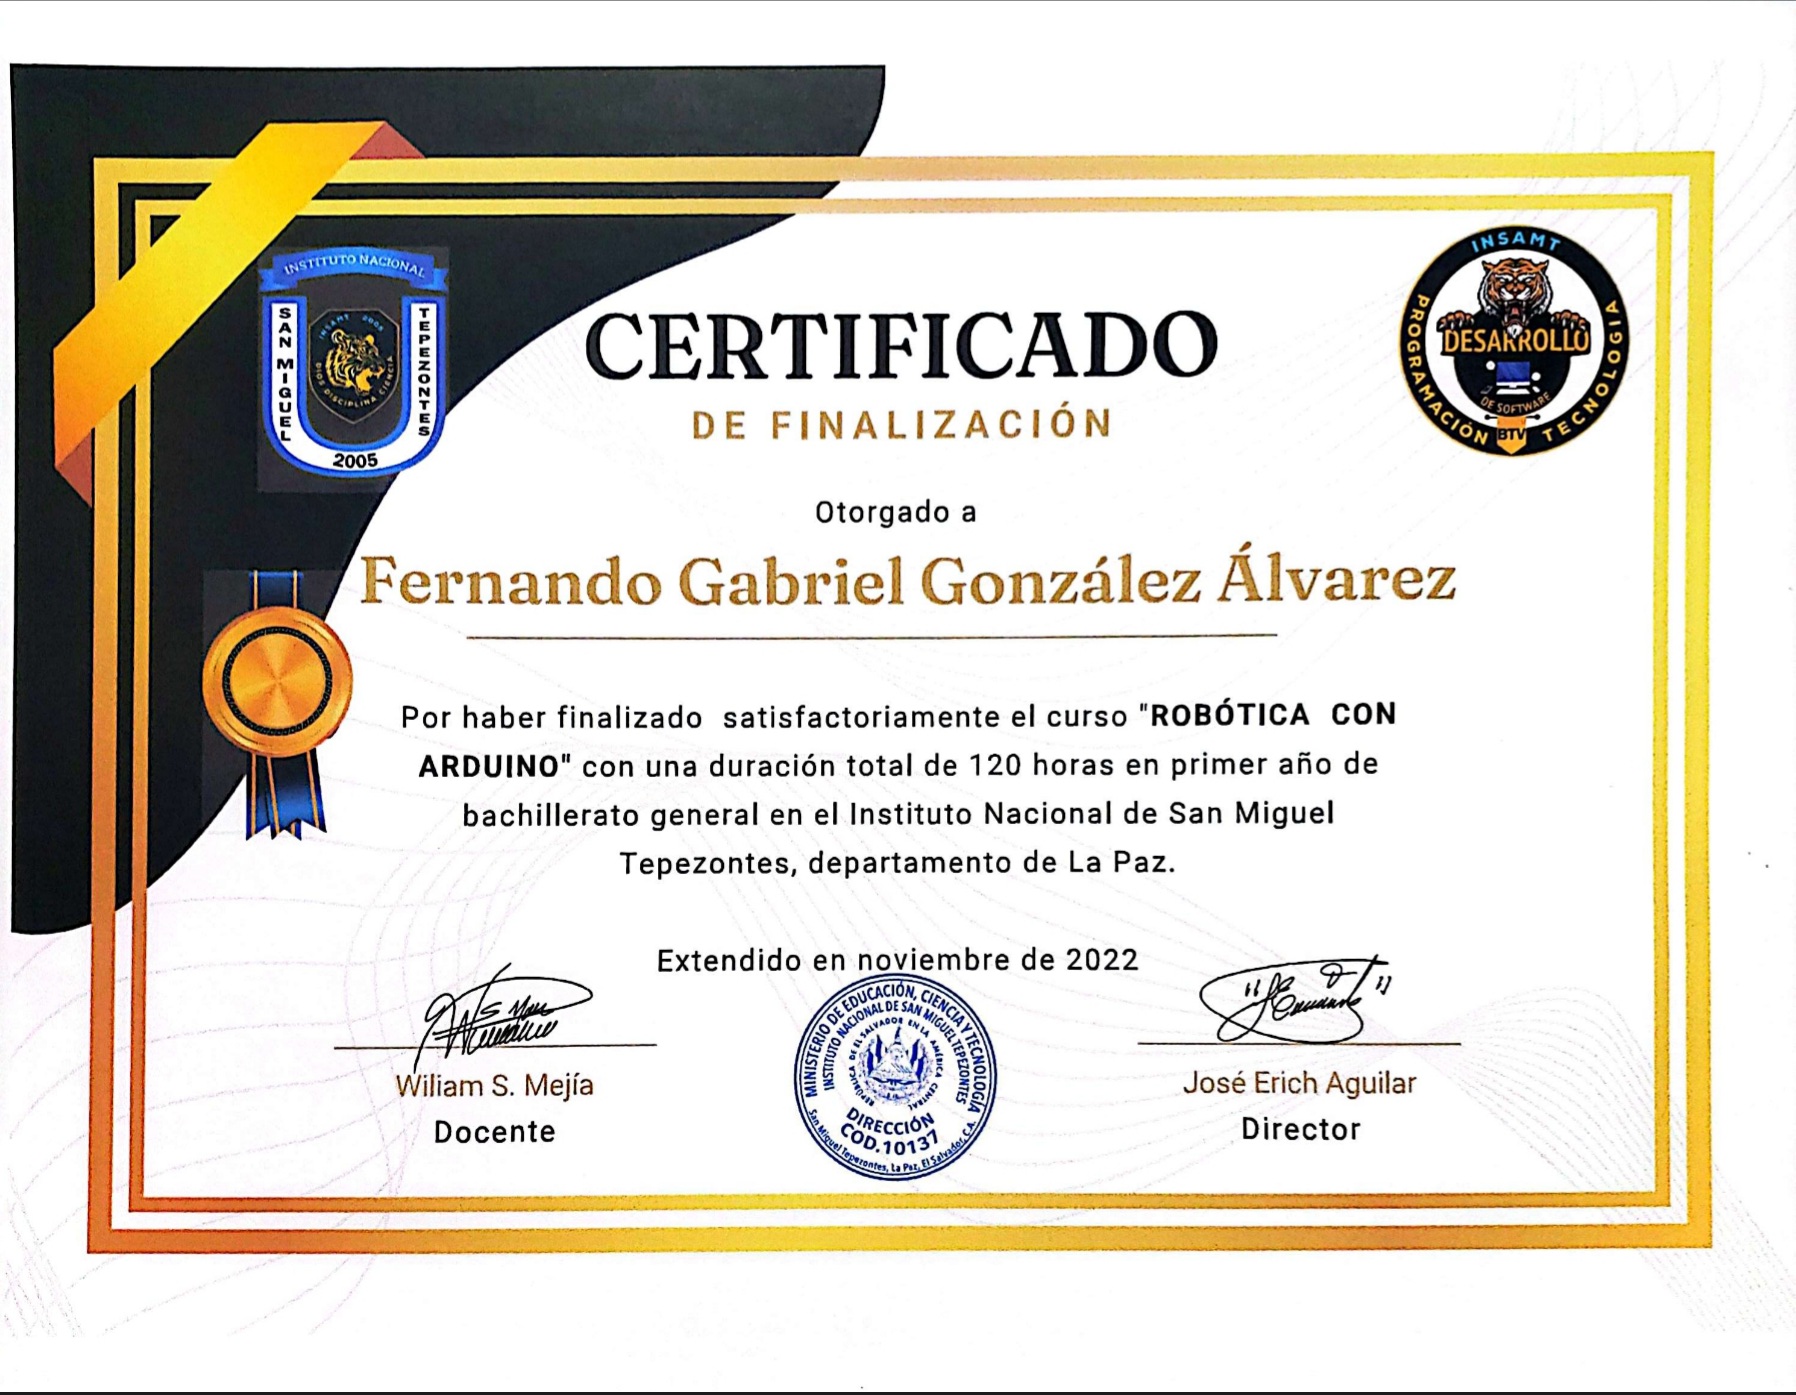 INSTITUTO NACIONAL
SAN MIGUEL
TEPEZONTES
INSAMT 2005
DIOS DISCIPLINA CIENCIA
2005
INSAMT
PROGRAMACIÓN
TECNOLOGIA
DESARROLLO
DE SOFTWARE
BTV
CERTIFICADO
DE FINALIZACIÓN
Otorgado a
Fernando Gabriel González Álvarez
Por haber finalizado satisfactoriamente el curso "ROBÓTICA CON
ARDUINO" con una duración total de 120 horas en primer año de
bachillerato general en el Instituto Nacional de San Miguel
Tepezontes, departamento de La Paz.
Extendido en noviembre de 2022
Wiliam S. Mejía
Docente
MINISTERIO DE EDUCACIÓN, CIENCIA Y TECNOLOGÍA
INSTITUTO NACIONAL DE SAN MIGUEL TEPEZONTES
REPÚBLICA DE EL SALVADOR EN LA AMÉRICA CENTRAL
DIRECCIÓN
COD.10137
San Miguel Tepezontes, La Paz, El Salvador, C.A.
José Erich Aguilar
Director